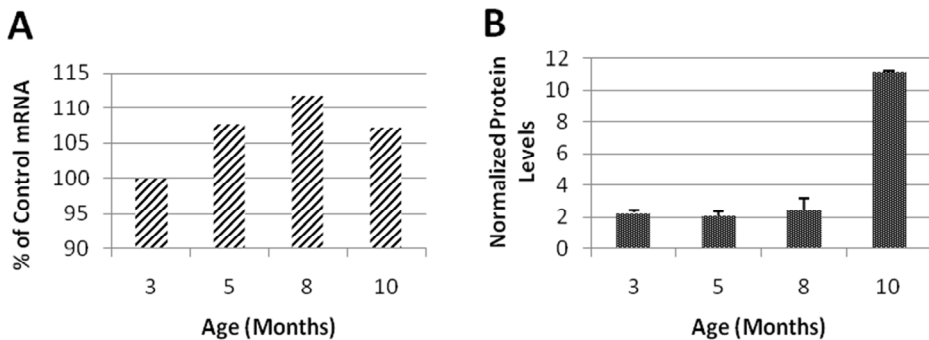 A
% of Control mRNA
115
110
105
100
95
90
3 5 8 10
Age (Months)
B
Normalized Protein
Levels
12
10
8
6
4
2
0
3 5 8 10
Age (Months)